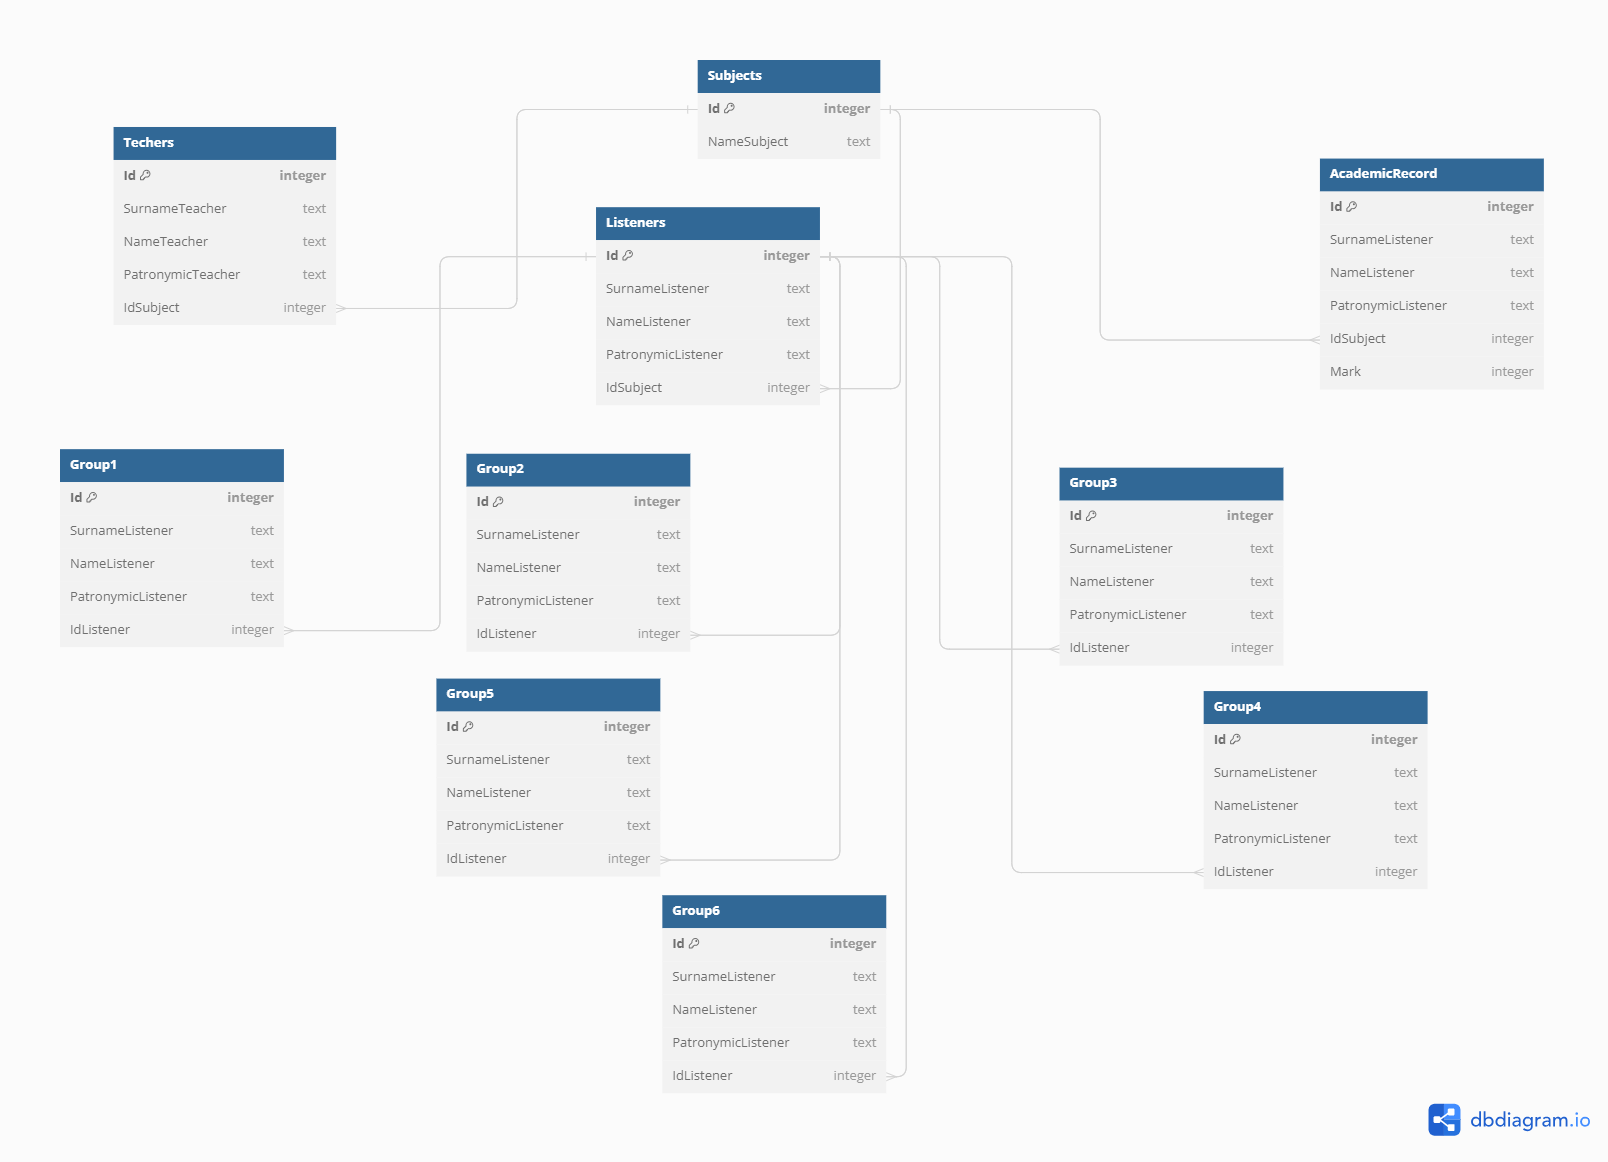 Subjects
Id integer
NameSubject text
Techers
Id integer
SurnameTeacher text
NameTeacher text
PatronymicTeacher text
IdSubject integer
Listeners
Id integer
SurnameListener text
NameListener text
PatronymicListener text
IdSubject integer
AcademicRecord
Id integer
SurnameListener text
NameListener text
PatronymicListener text
IdSubject integer
Mark integer
Group1
Id integer
SurnameListener text
NameListener text
PatronymicListener text
IdListener integer
Group2
Id integer
SurnameListener text
NameListener text
PatronymicListener text
IdListener integer
Group3
Id integer
SurnameListener text
NameListener text
PatronymicListener text
IdListener integer
Group5
Id integer
SurnameListener text
NameListener text
PatronymicListener text
IdListener integer
Group4
Id integer
SurnameListener text
NameListener text
PatronymicListener text
IdListener integer
Group6
Id integer
SurnameListener text
NameListener text
PatronymicListener text
IdListener integer
dbdiagram.io